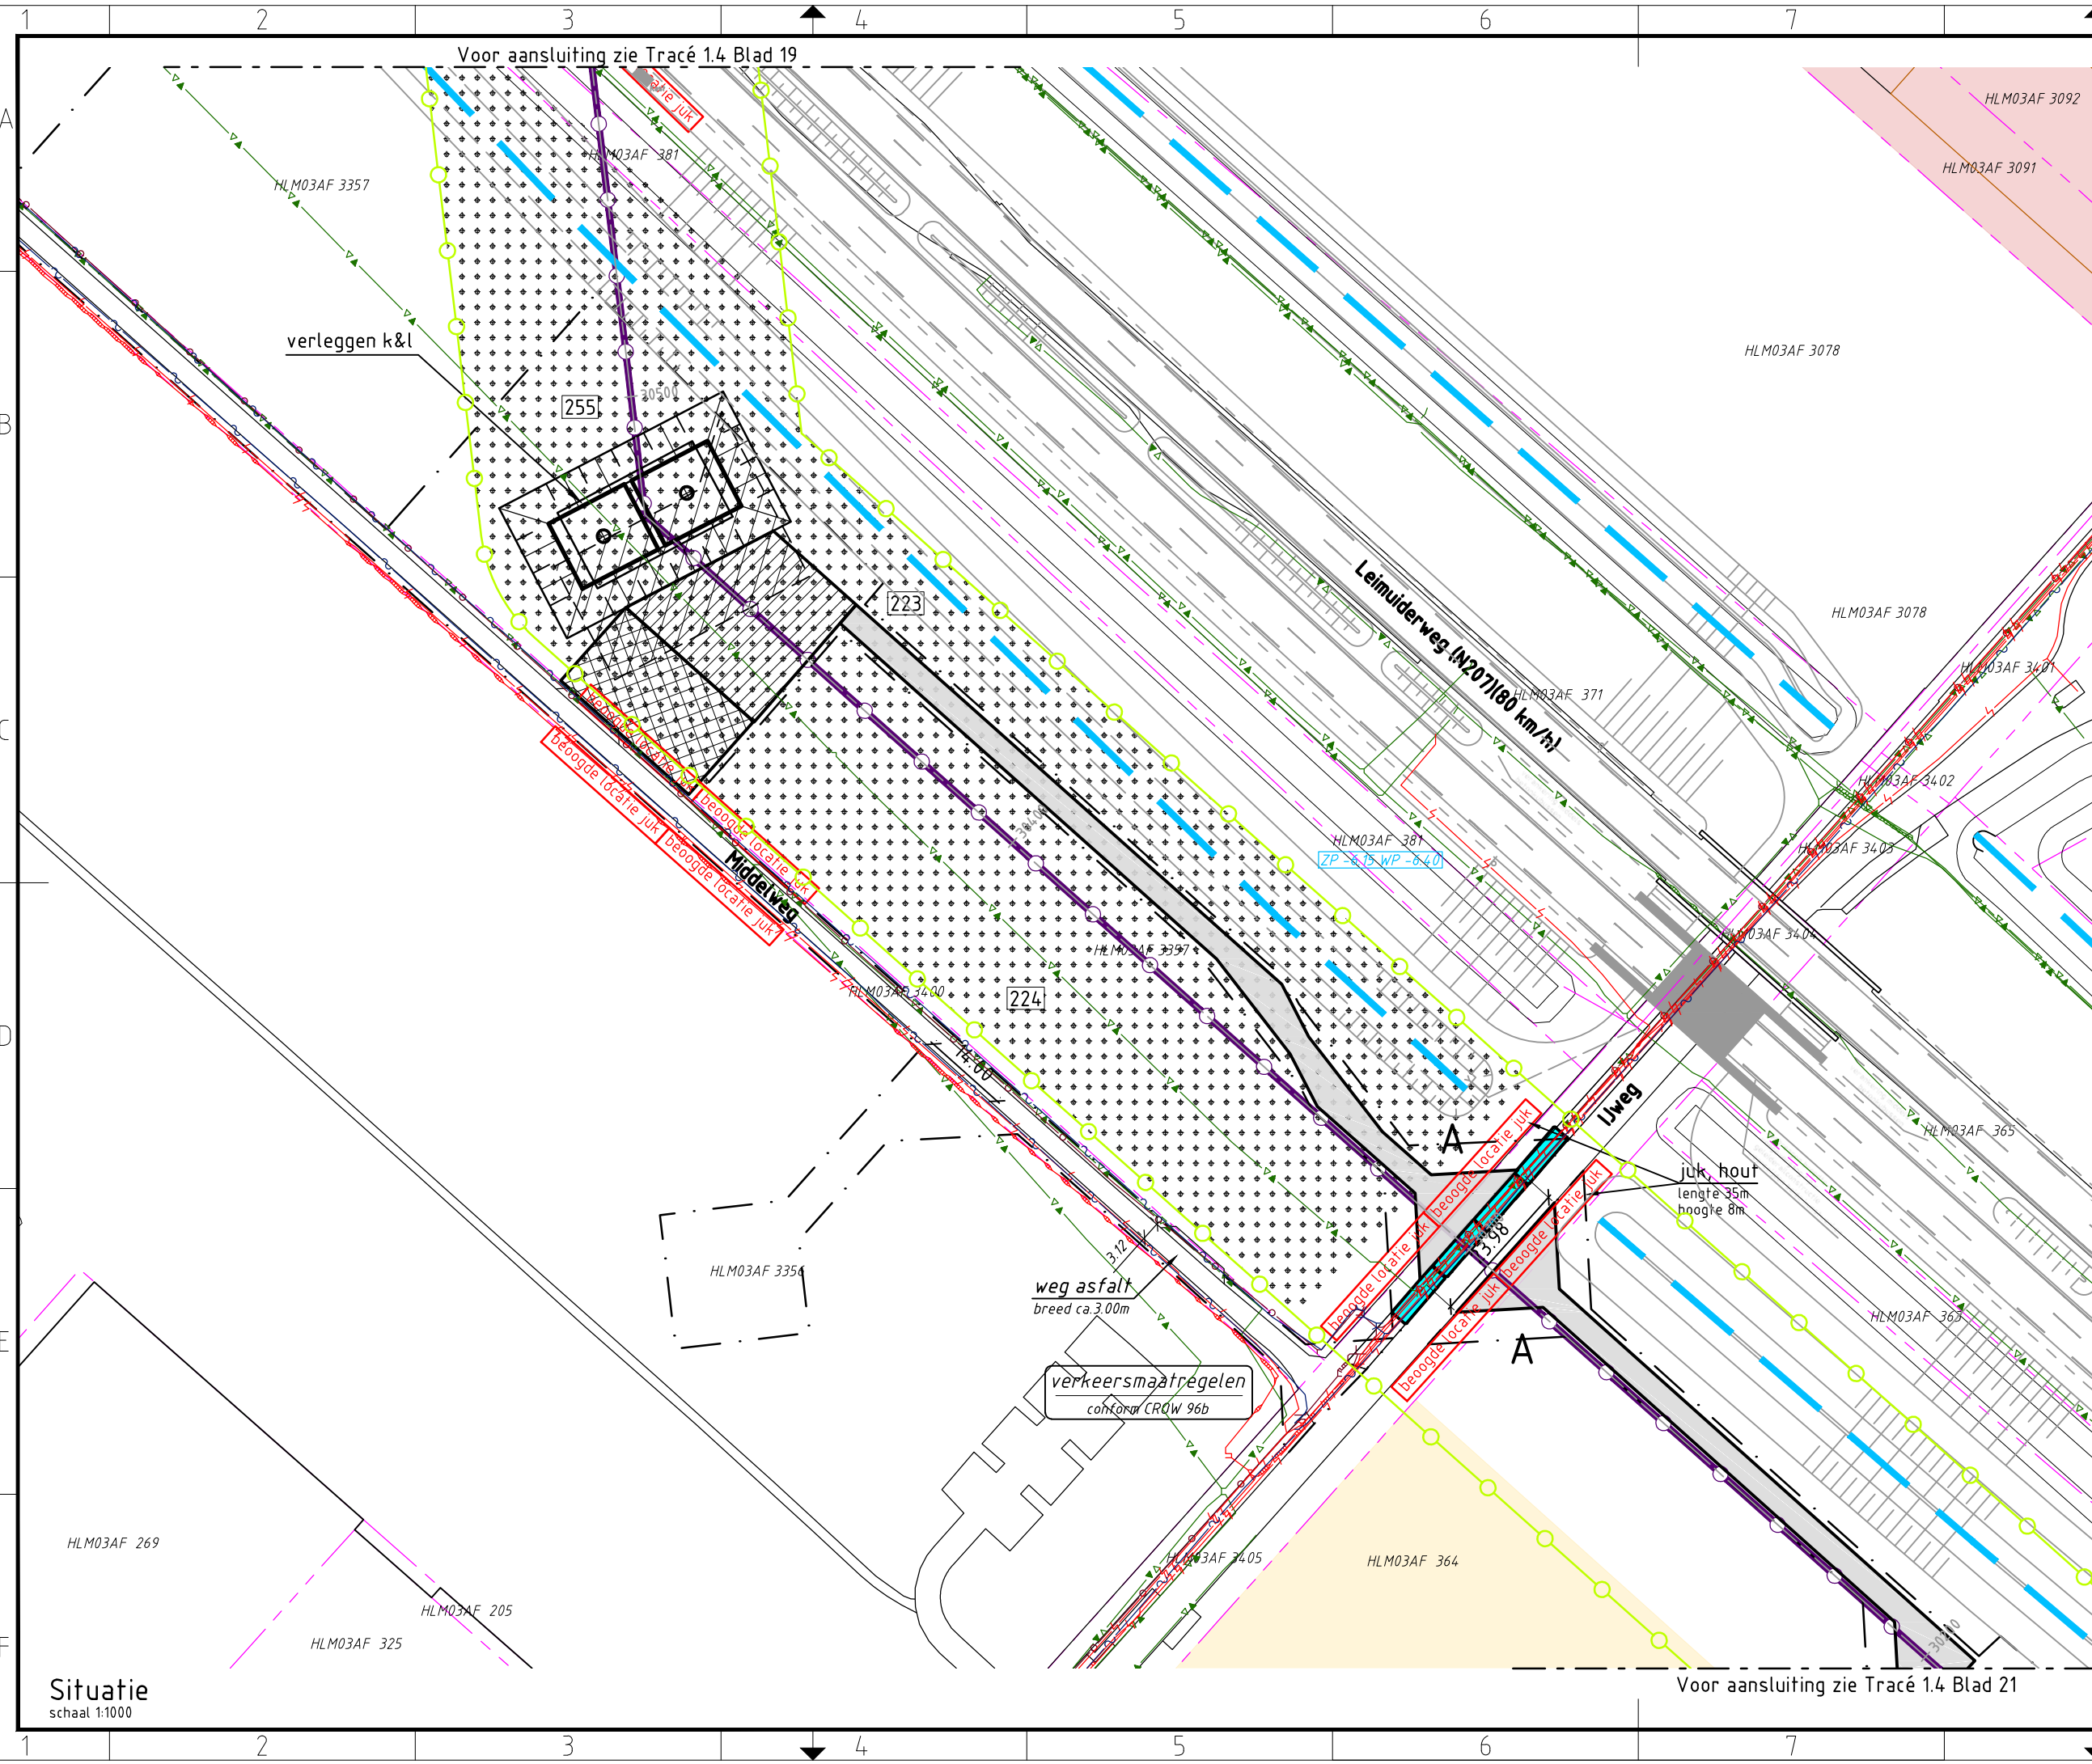 1
2
3
4
5
6
7
Voor aansluiting zie Tracé 1.4 Blad 19
A
HLM03AF 3092
HLM03AF 381
HLM03AF 3091
HLM03AF 3357
verleggen k&l
HLM03AF 3078
30500
255
B
223
Leimuiderweg (N207)(80 km/h)
HLM03AF 3078
HLM03AF 3401
HLM03AF 371
C
beoogde locatie juk
beoogde locatie juk
beoogde locatie juk
beoogde locatie juk
HLM03AF 3402
30400
HLM03AF 381
ZP -6.15 WP -6.40
HLM03AF 3403
Middelweg
HLM03AF 3404
HLM03AF 3397
HLM03AF 3400
224
D
14.00
IJweg
HLM03AF 365
A
beoogde locatie juk
beoogde locatie juk
juk, hout
lengte 35m
hoogte 8m
13.98
beoogde locatie juk
beoogde locatie juk
3.12
HLM03AF 3356
weg asfalt
breed ca.3.00m
HLM03AF 363
E
A
verkeersmaatregelen
conform CROW 96b
HLM03AF 269
HLM03AF 3405
HLM03AF 364
HLM03AF 205
HLM03AF 325
F
30200
Situatie
schaal 1:1000
Voor aansluiting zie Tracé 1.4 Blad 21
1
2
3
4
5
6
7